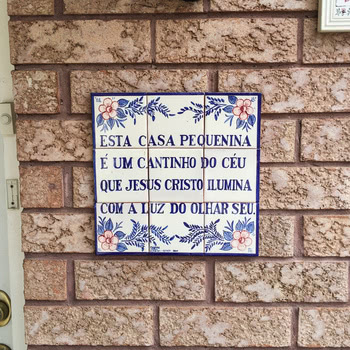 ESTA CASA PEQUENINA
É UM CANTINHO DO CÉU
QUE JESUS CRISTO ILUMINA
COM A LUZ DO OLHAR SEU.